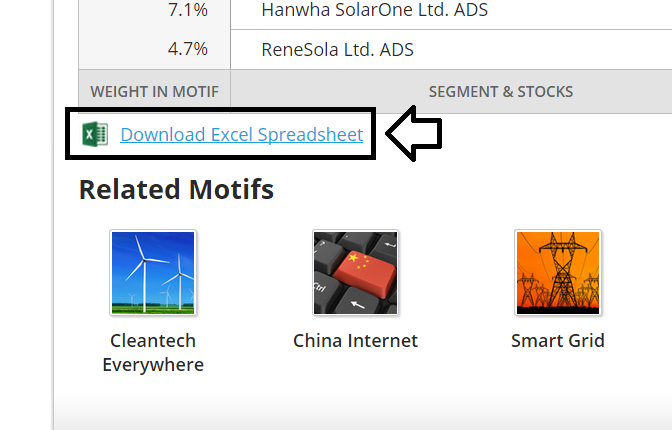 7.1% Hanwha SolarOne Ltd. ADS
4.7% ReneSola Ltd. ADS
WEIGHT IN MOTIF SEGMENT & STOCKS
Download Excel Spreadsheet
Related Motifs
Cleantech
Everywhere
China Internet
Smart Grid